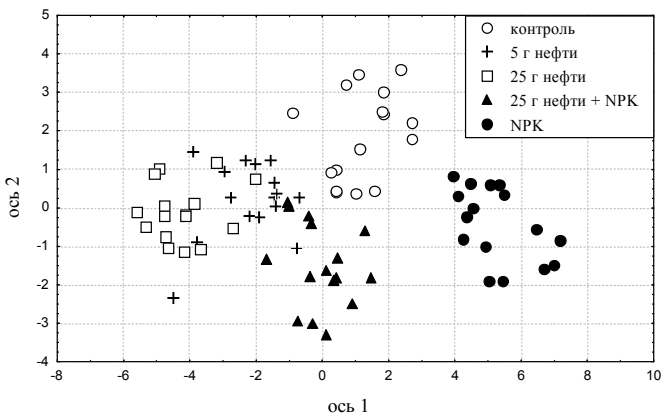 5
4
3
2
1
0
-1
-2
-3
-4
ось 2
контроль
5 г нефти
25 г нефти
25 г нефти + NPK
NPK
-8 -6 -4 -2 0 2 4 6 8 10
ось 1